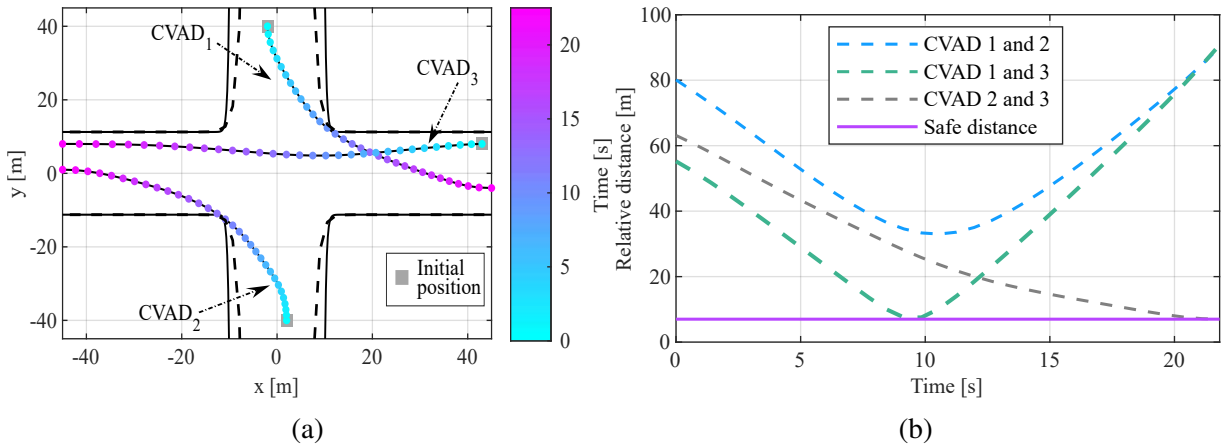 CVAD1
CVAD3
CVAD2
Initial
position
y [m]
40
20
0
-20
-40
-40
-20
0
20
40
x [m]
20
15
10
5
0
Time [s]
(a)
CVAD 1 and 2
CVAD 1 and 3
CVAD 2 and 3
Safe distance
Relative distance [m]
100
80
60
40
20
0
0
5
10
15
20
Time [s]
(b)